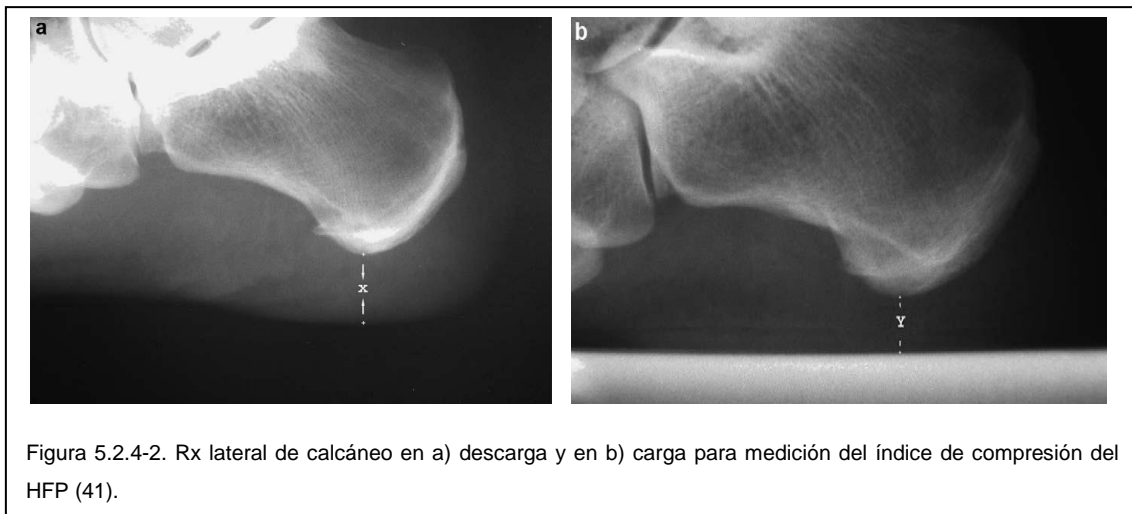 a
b
x
Y
Figura 5.2.4-2. Rx lateral de calcáneo en a) descarga y en b) carga para medición del índice de compresión del
HFP (41).